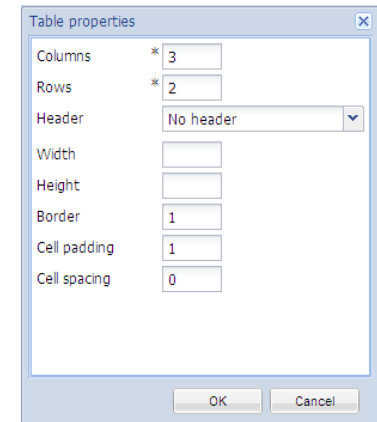 Table properties
Columns * 3
Rows * 2
Header No header
Width
Height
Border 1
Cell padding 1
Cell spacing 0
OK Cancel